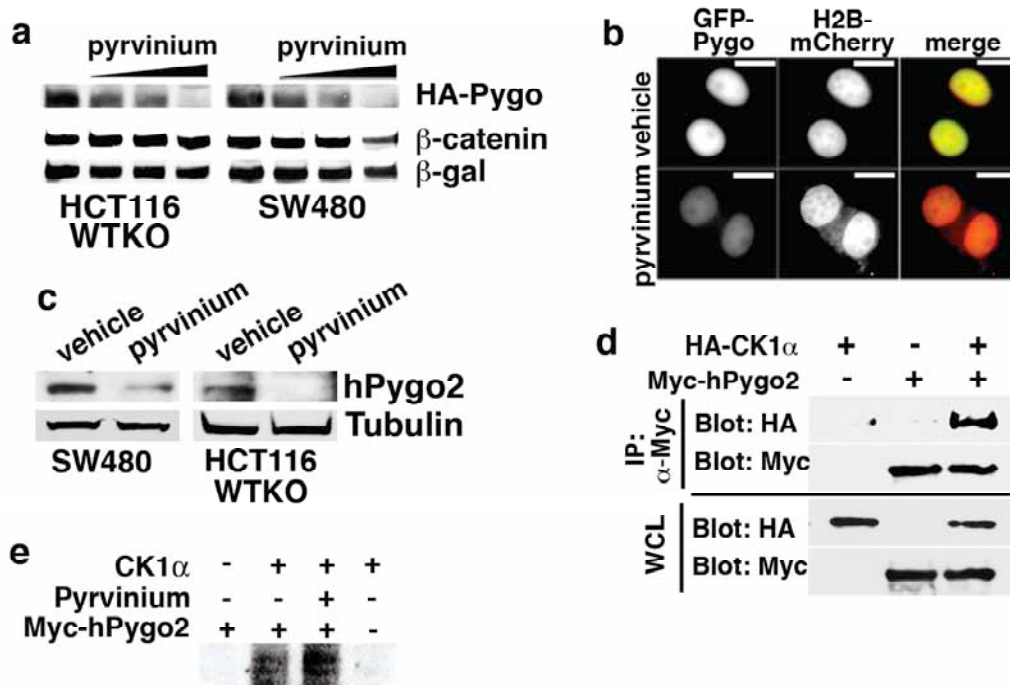 a
pyrvinium pyrvinium
HA-Pygo
β-catenin
β-gal
HCT116
WTKO
SW480
b
GFP-
Pygo
H2B-
mCherry
merge
vehicle
pyrvinium
c
vehicle
pyrvinium
vehicle
pyrvinium
hPygo2
Tubulin
SW480
HCT116
WTKO
d
HA-CK1α + - +
Myc-hPygo2 - + +
IP:
α-Myc
Blot: HA
Blot: Myc
WCL
Blot: HA
Blot: Myc
e
CK1α - + + +
Pyrvinium - - + -
Myc-hPygo2 + + + -